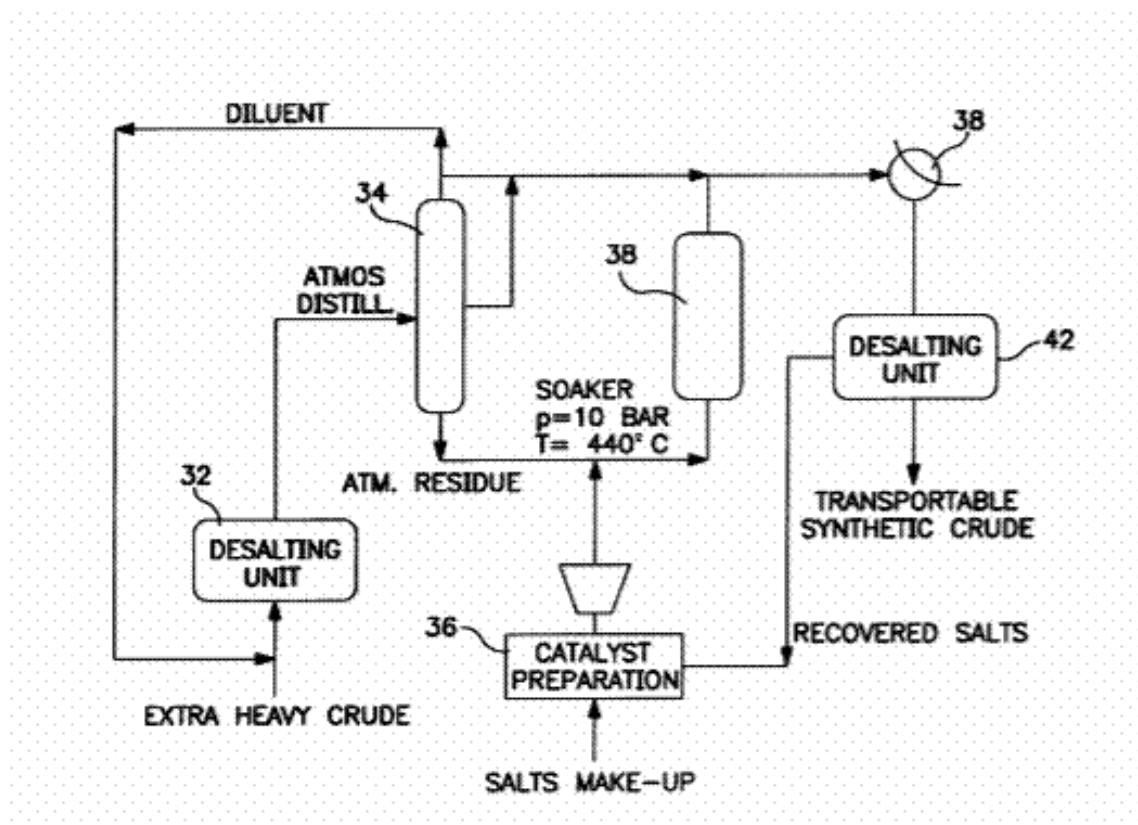 DILUENT
38
34
ATMOS
DISTILL.
38
DESALTING
UNIT
42
SOAKER
p=10 BAR
T= 440°C
ATM. RESIDUE
32
DESALTING
UNIT
TRANSPORTABLE
SYNTHETIC CRUDE
36
CATALYST
PREPARATION
RECOVERED SALTS
EXTRA HEAVY CRUDE
SALTS MAKE-UP